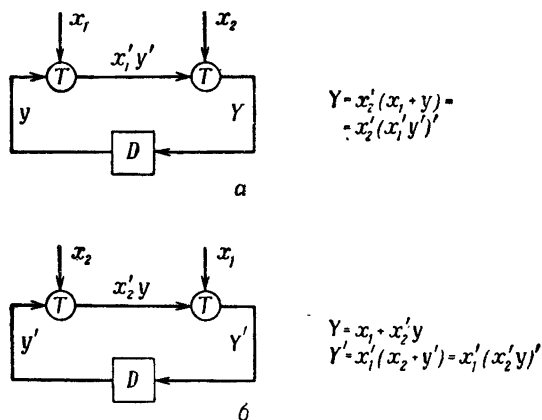 x₁ x₂
T x₁′y′ T
y Y
D
а
Y = x₂′(x₁ + y) =
= x₂′(x₁′y′)′
x₂ x₁
T x₂′y T
y′ Y′
D
б
Y = x₁ + x₂′y
Y′ = x₁′(x₂ + y′) = x₁′(x₂′y)′